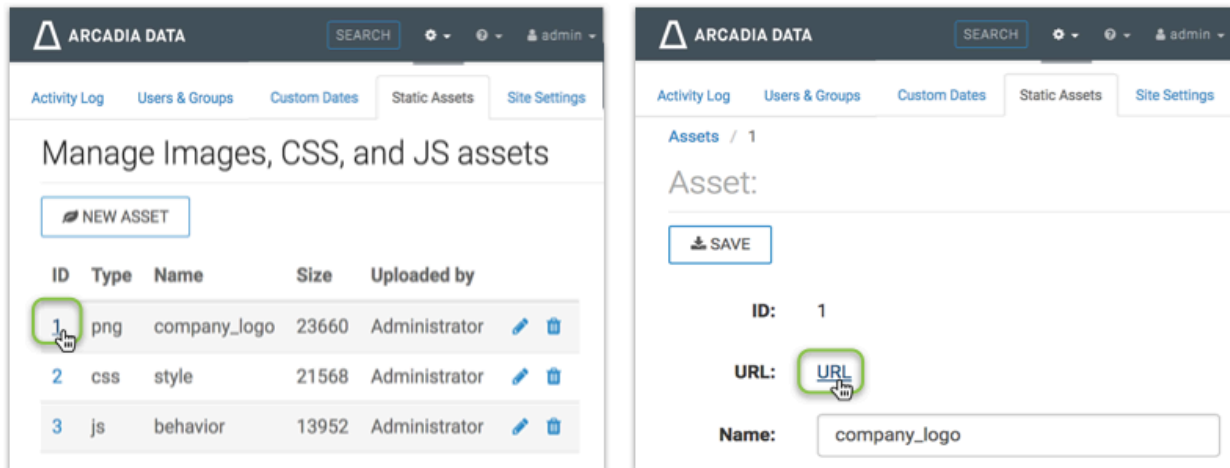 ARCADIA DATA SEARCH admin
Activity Log Users & Groups Custom Dates Static Assets Site Settings
Manage Images, CSS, and JS assets
NEW ASSET
ID Type Name Size Uploaded by
1 png company_logo 23660 Administrator
2 css style 21568 Administrator
3 js behavior 13952 Administrator
ARCADIA DATA SEARCH admin
Activity Log Users & Groups Custom Dates Static Assets Site Settings
Assets / 1
Asset:
SAVE
ID: 1
URL: URL
Name: company_logo